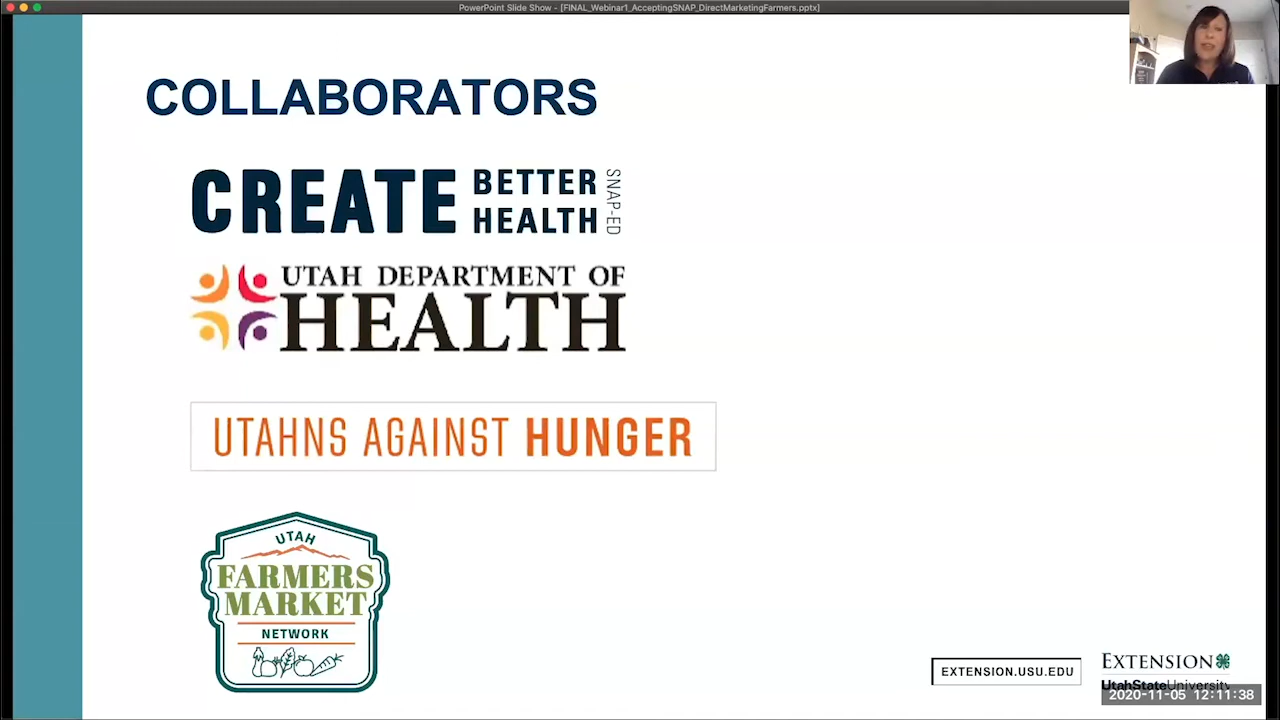 PowerPoint Slide Show - [FINAL_Webinar1_AcceptingSNAP_DirectMarketingFarmers.pptx]
COLLABORATORS
CREATE BETTER HEALTH SNAP-ED
UTAH DEPARTMENT OF
HEALTH
UTAHNS AGAINST HUNGER
UTAH
FARMERS
MARKET
NETWORK
EXTENSION.USU.EDU
EXTENSION
UtahStateUniversity
2020-11-05 12:11:38